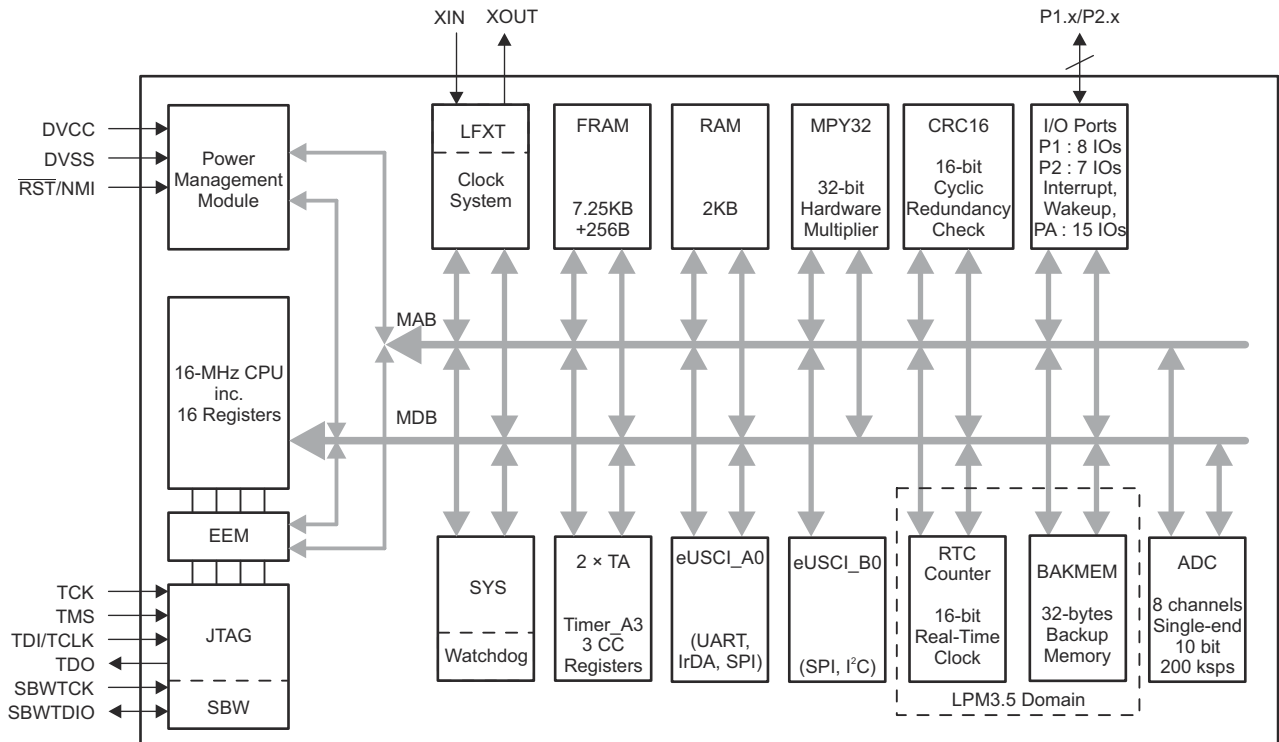 XIN XOUT P1.x/P2.x
DVCC
DVSS
RST/NMI
Power
Management
Module
LFXT
Clock
System
FRAM
7.25KB
+256B
RAM
2KB
MPY32
32-bit
Hardware
Multiplier
CRC16
16-bit
Cyclic
Redundancy
Check
I/O Ports
P1 : 8 IOs
P2 : 7 IOs
Interrupt,
Wakeup,
PA : 15 IOs
MAB
16-MHz CPU
inc.
16 Registers
MDB
EEM
TCK
TMS
TDI/TCLK
TDO
SBWTCK
SBWTDIO
JTAG
SBW
SYS
Watchdog
2 × TA
Timer_A3
3 CC
Registers
eUSCI_A0
(UART,
IrDA, SPI)
eUSCI_B0
(SPI, I²C)
RTC
Counter
16-bit
Real-Time
Clock
BAKMEM
32-bytes
Backup
Memory
LPM3.5 Domain
ADC
8 channels
Single-end
10 bit
200 ksps